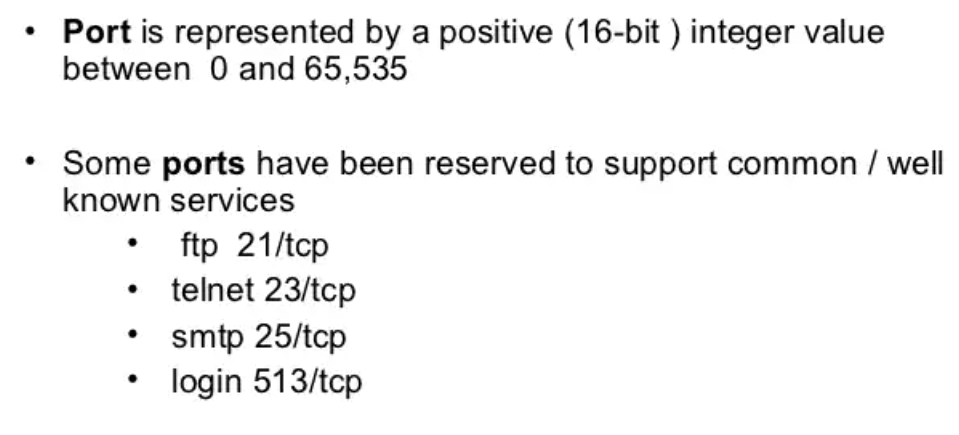 • Port is represented by a positive (16-bit ) integer value
between  0 and 65,535
• Some ports have been reserved to support common / well
known services
• ftp  21/tcp
• telnet 23/tcp
• smtp 25/tcp
• login 513/tcp